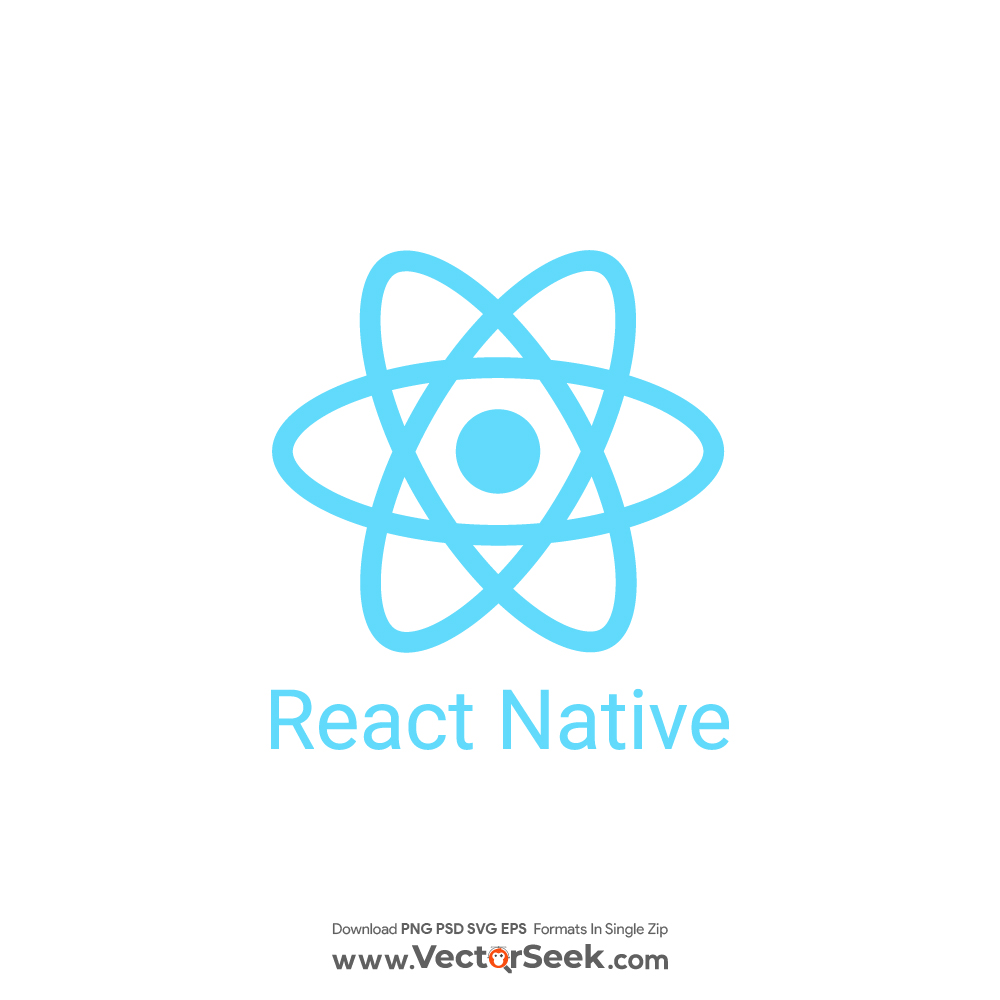 React Native
Download PNG PSD SVG EPS Formats In Single Zip
www.VectorSeek.com